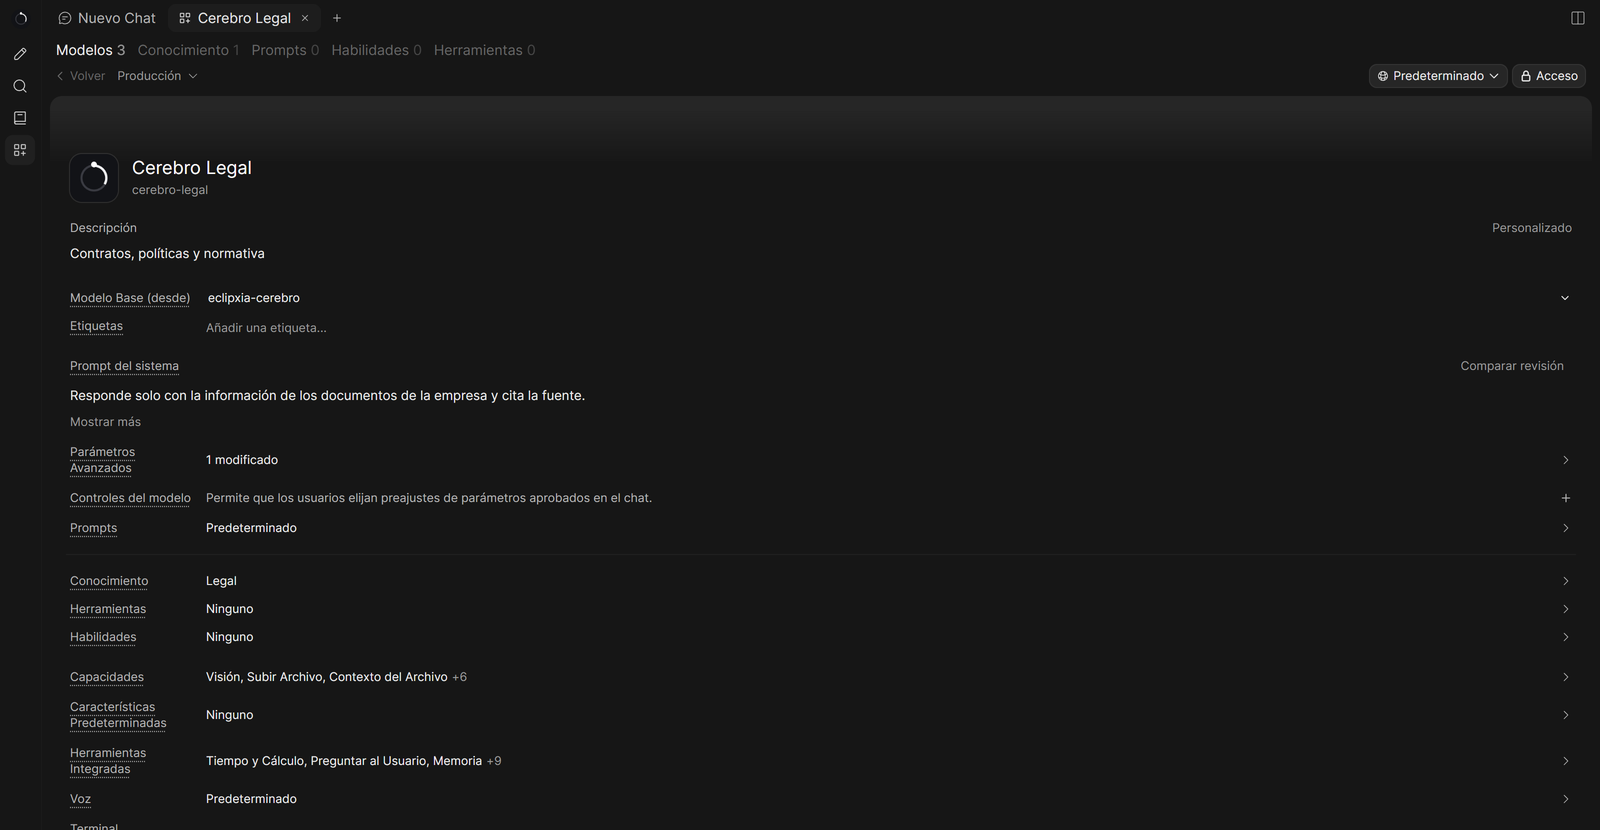 Nuevo Chat
Cerebro Legal
Modelos 3 Conocimiento 1 Prompts 0 Habilidades 0 Herramientas 0
Volver Producción
Predeterminado Acceso
Cerebro Legal
cerebro-legal
Descripción Personalizado
Contratos, políticas y normativa
Modelo Base (desde) eclipxia-cerebro
Etiquetas Añadir una etiqueta...
Prompt del sistema Comparar revisión
Responde solo con la información de los documentos de la empresa y cita la fuente.
Mostrar más
Parámetros
Avanzados 1 modificado
Controles del modelo Permite que los usuarios elijan preajustes de parámetros aprobados en el chat.
Prompts Predeterminado
Conocimiento Legal
Herramientas Ninguno
Habilidades Ninguno
Capacidades Visión, Subir Archivo, Contexto del Archivo +6
Características
Predeterminadas Ninguno
Herramientas
Integradas Tiempo y Cálculo, Preguntar al Usuario, Memoria +9
Voz Predeterminado
Terminal